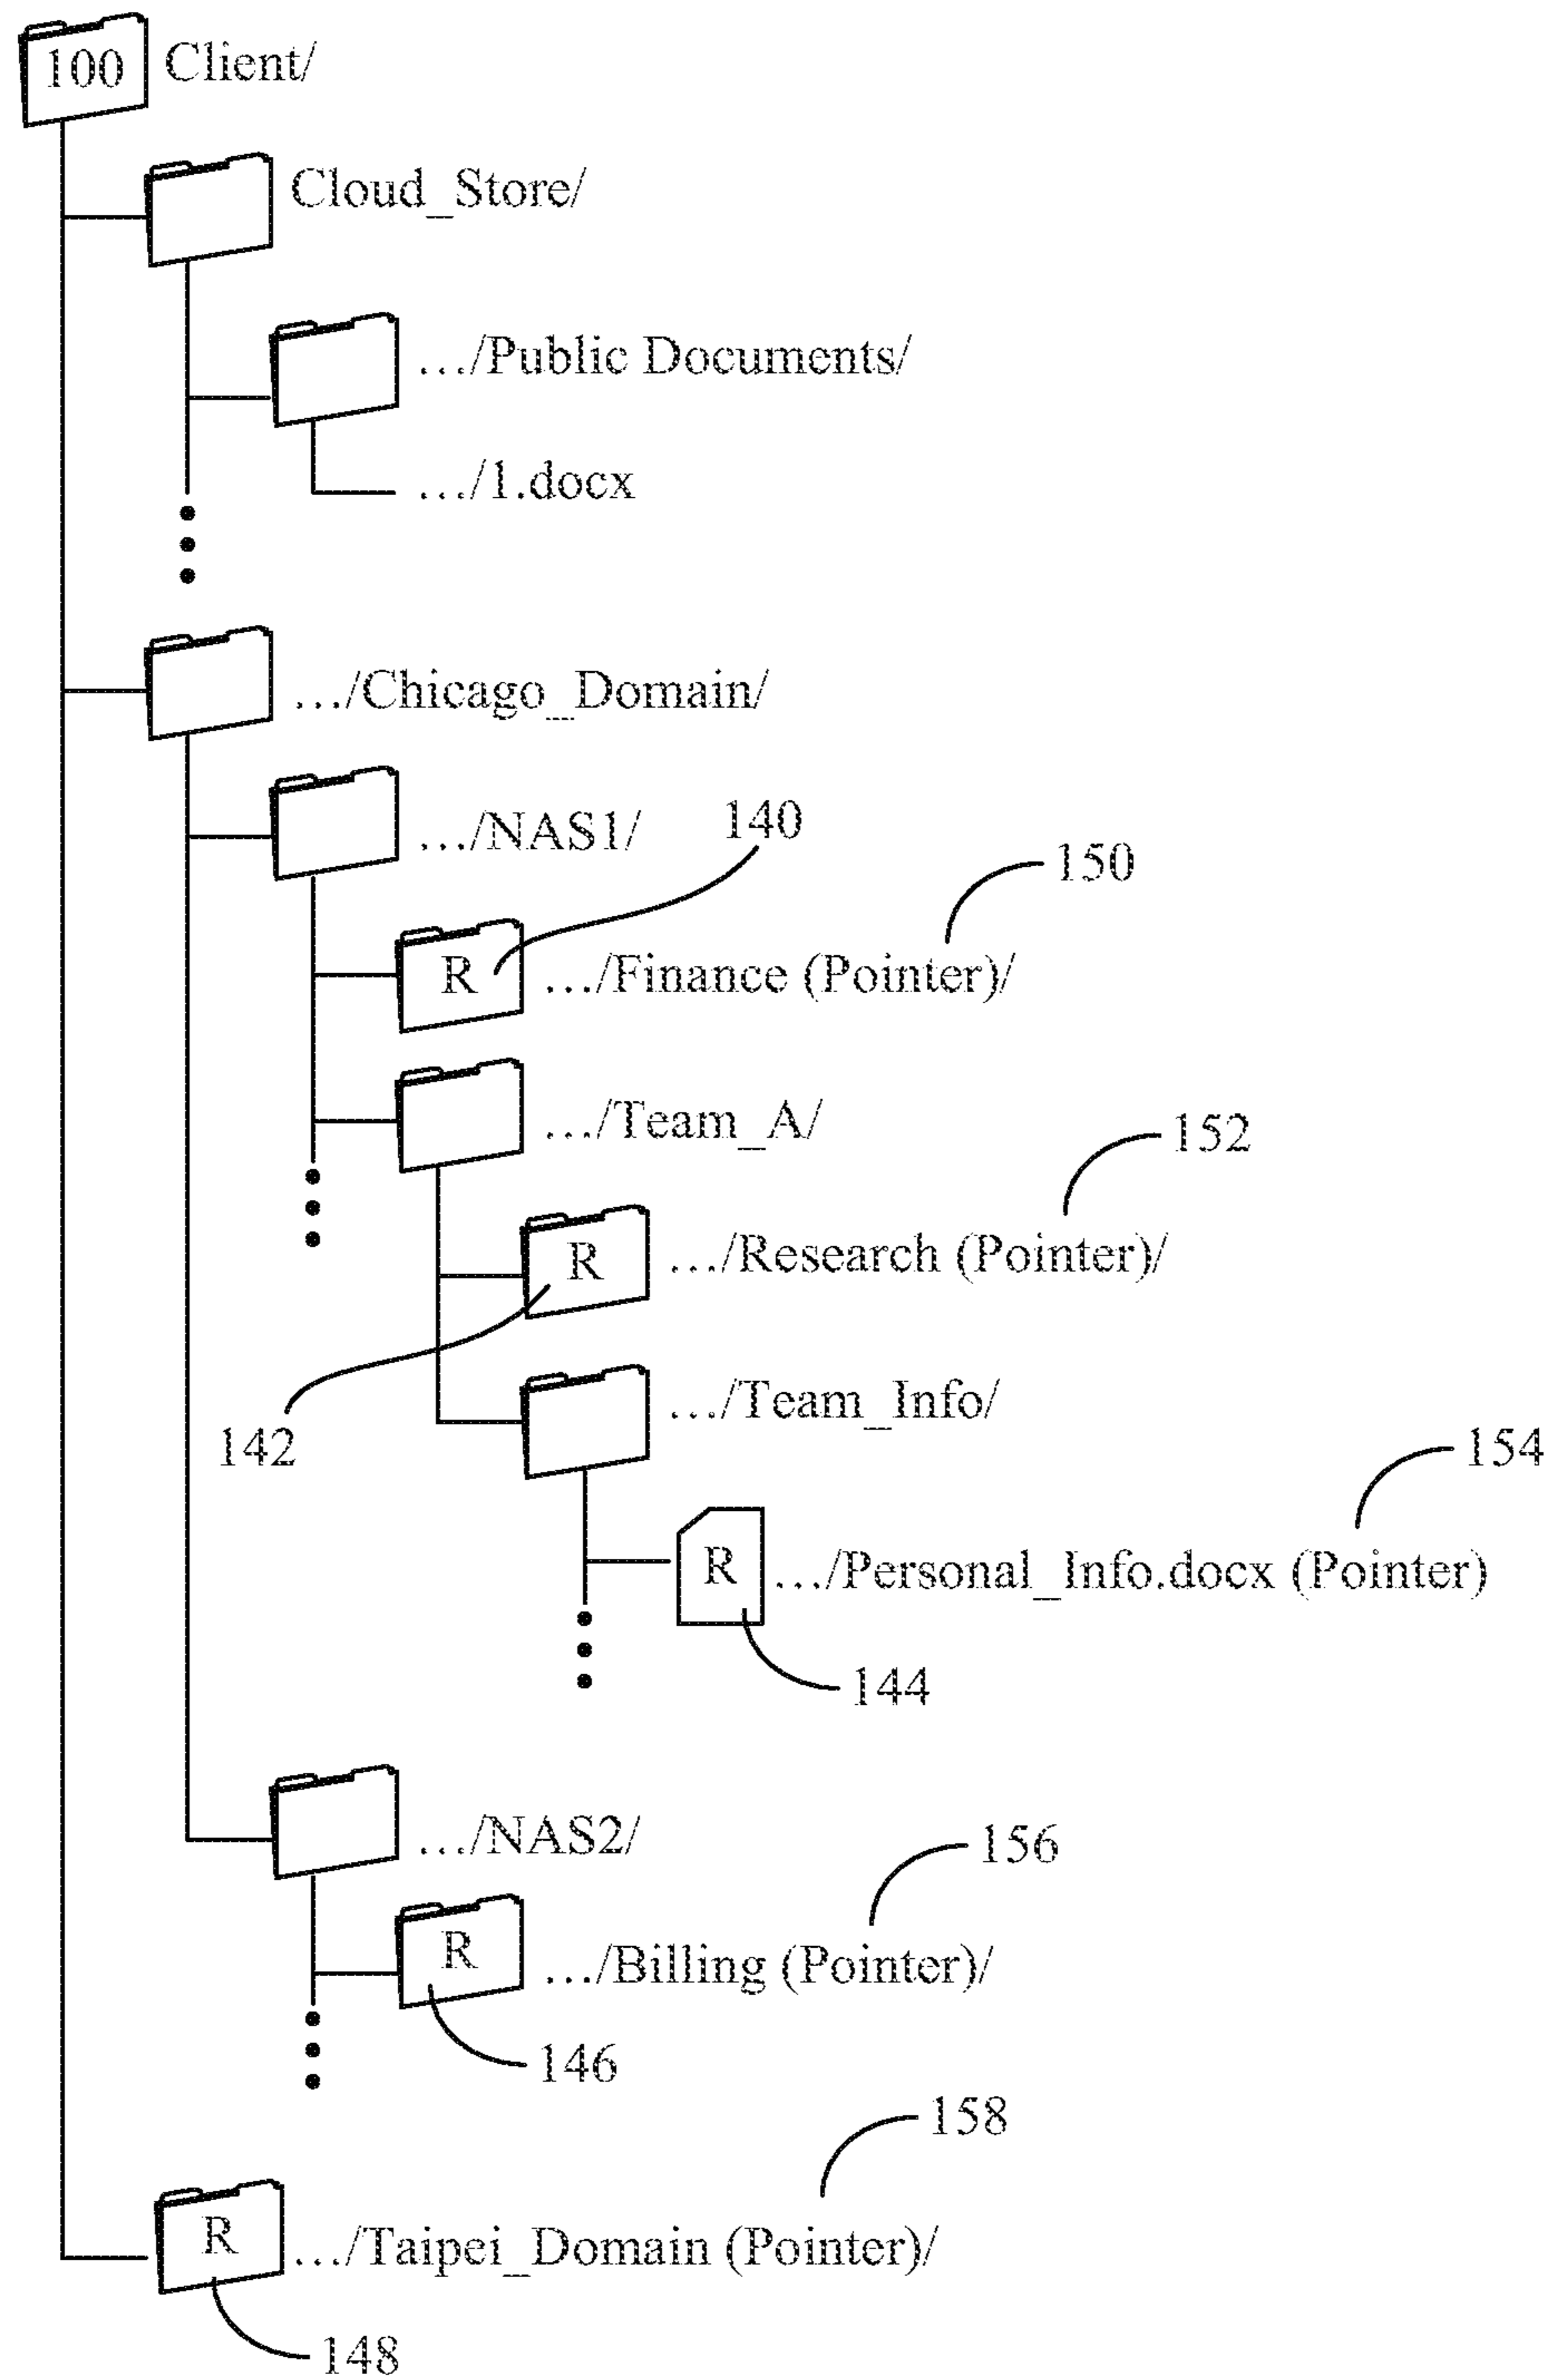 100 Client/
Cloud_Store/
…/Public Documents/
…/1.docx
…/Chicago_Domain/
…/NAS1/
140
150
R …/Finance (Pointer)/
…/Team_A/
152
R …/Research (Pointer)/
…/Team_Info/
142
154
R …/Personal_Info.docx (Pointer)
144
…/NAS2/
156
R …/Billing (Pointer)/
146
158
R …/Taipei_Domain (Pointer)/
148